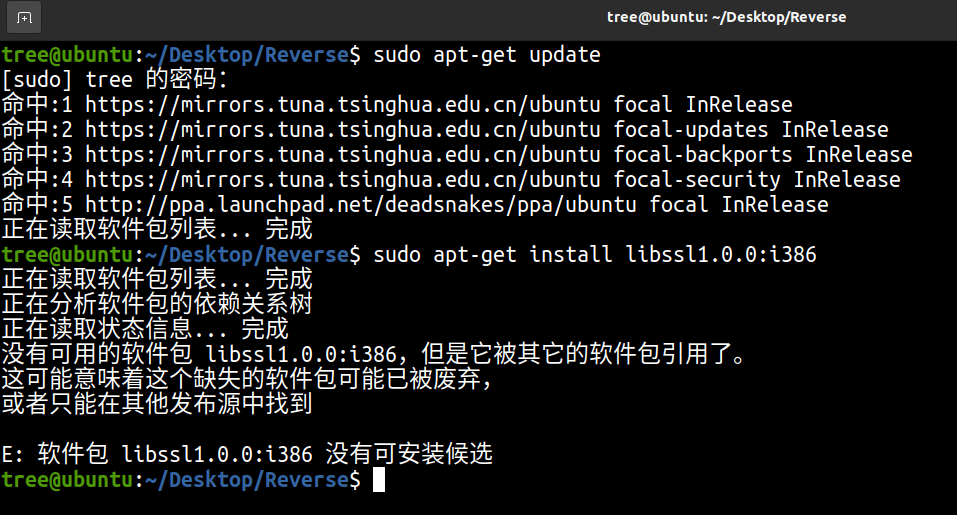 tree@ubuntu: ~/Desktop/Reverse
tree@ubuntu:~/Desktop/Reverse$ sudo apt-get update
[sudo] tree 的密码：
命中:1 https://mirrors.tuna.tsinghua.edu.cn/ubuntu focal InRelease
命中:2 https://mirrors.tuna.tsinghua.edu.cn/ubuntu focal-updates InRelease
命中:3 https://mirrors.tuna.tsinghua.edu.cn/ubuntu focal-backports InRelease
命中:4 https://mirrors.tuna.tsinghua.edu.cn/ubuntu focal-security InRelease
命中:5 http://ppa.launchpad.net/deadsnakes/ppa/ubuntu focal InRelease
正在读取软件包列表... 完成
tree@ubuntu:~/Desktop/Reverse$ sudo apt-get install libssl1.0.0:i386
正在读取软件包列表... 完成
正在分析软件包的依赖关系树
正在读取状态信息... 完成
没有可用的软件包 libssl1.0.0:i386，但是它被其它的软件包引用了。
这可能意味着这个缺失的软件包可能已被废弃，
或者只能在其他发布源中找到
E: 软件包 libssl1.0.0:i386 没有可安装候选
tree@ubuntu:~/Desktop/Reverse$